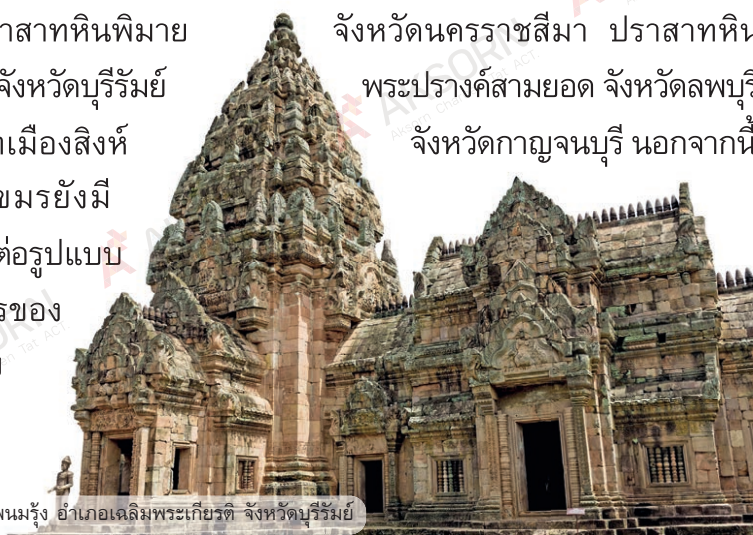 ราสาทหินพิมาย จังหวัดนครราชสีมา ปราสาทหิน
จังหวัดบุรีรัมย์ พระปรางค์สามยอด จังหวัดลพบุรี
เมืองสิงห์ จังหวัดกาญจนบุรี นอกจากนี้
ขมรยังมี
ต่อรูปแบบ
รของ
พนมรุ้ง อำเภอเฉลิมพระเกียรติ จังหวัดบุรีรัมย์
AKSORN
Aksorn Charoen Tat ACT.